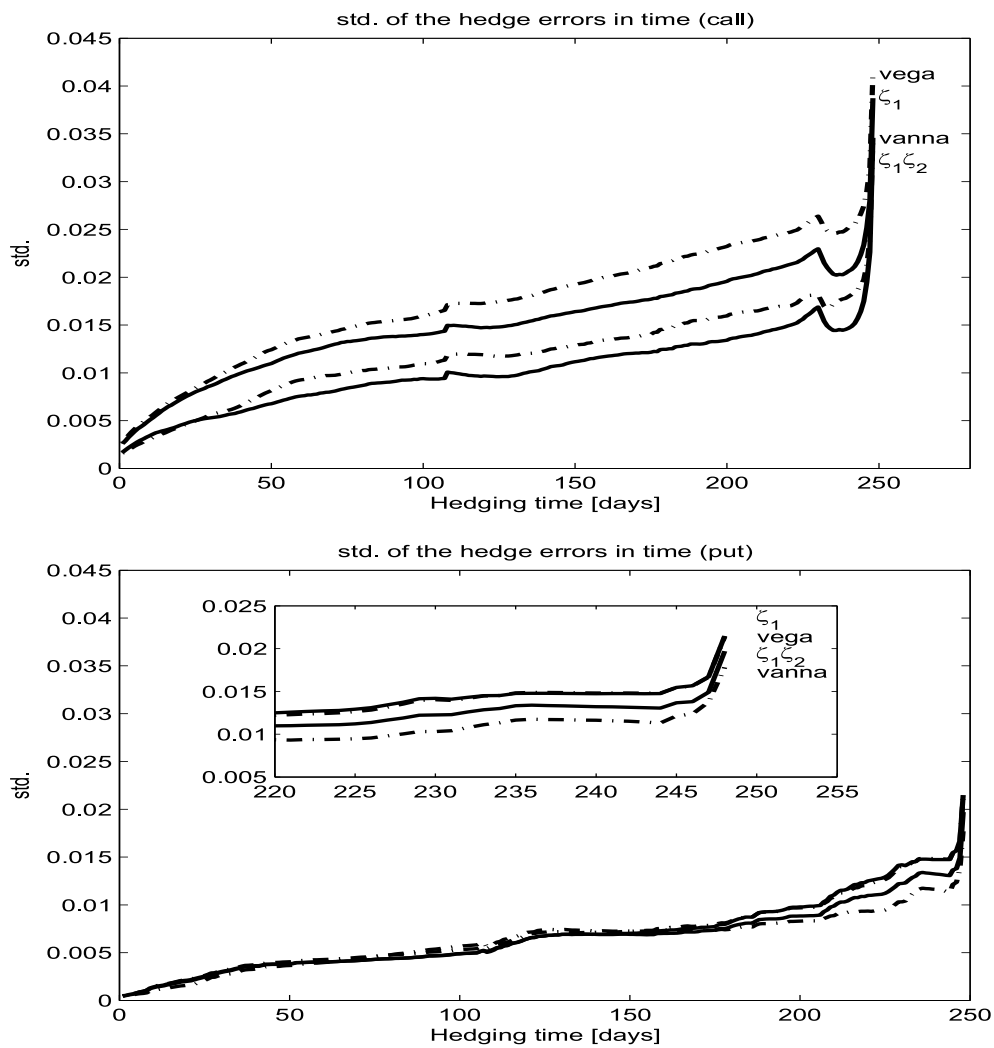 std. of the hedge errors in time (call)
0.045
0.04
0.035
0.03
0.025
0.02
0.015
0.01
0.005
0
std.
vega
ζ1
vanna
ζ1ζ2
0 50 100 150 200 250
Hedging time [days]
std. of the hedge errors in time (put)
0.045
0.04
0.035
0.03
0.025
0.02
0.015
0.01
0.005
0
std.
0.025
0.02
0.015
0.01
0.005
ζ1
vega
ζ1ζ2
vanna
220 225 230 235 240 245 250 255
0 50 100 150 200 250
Hedging time [days]